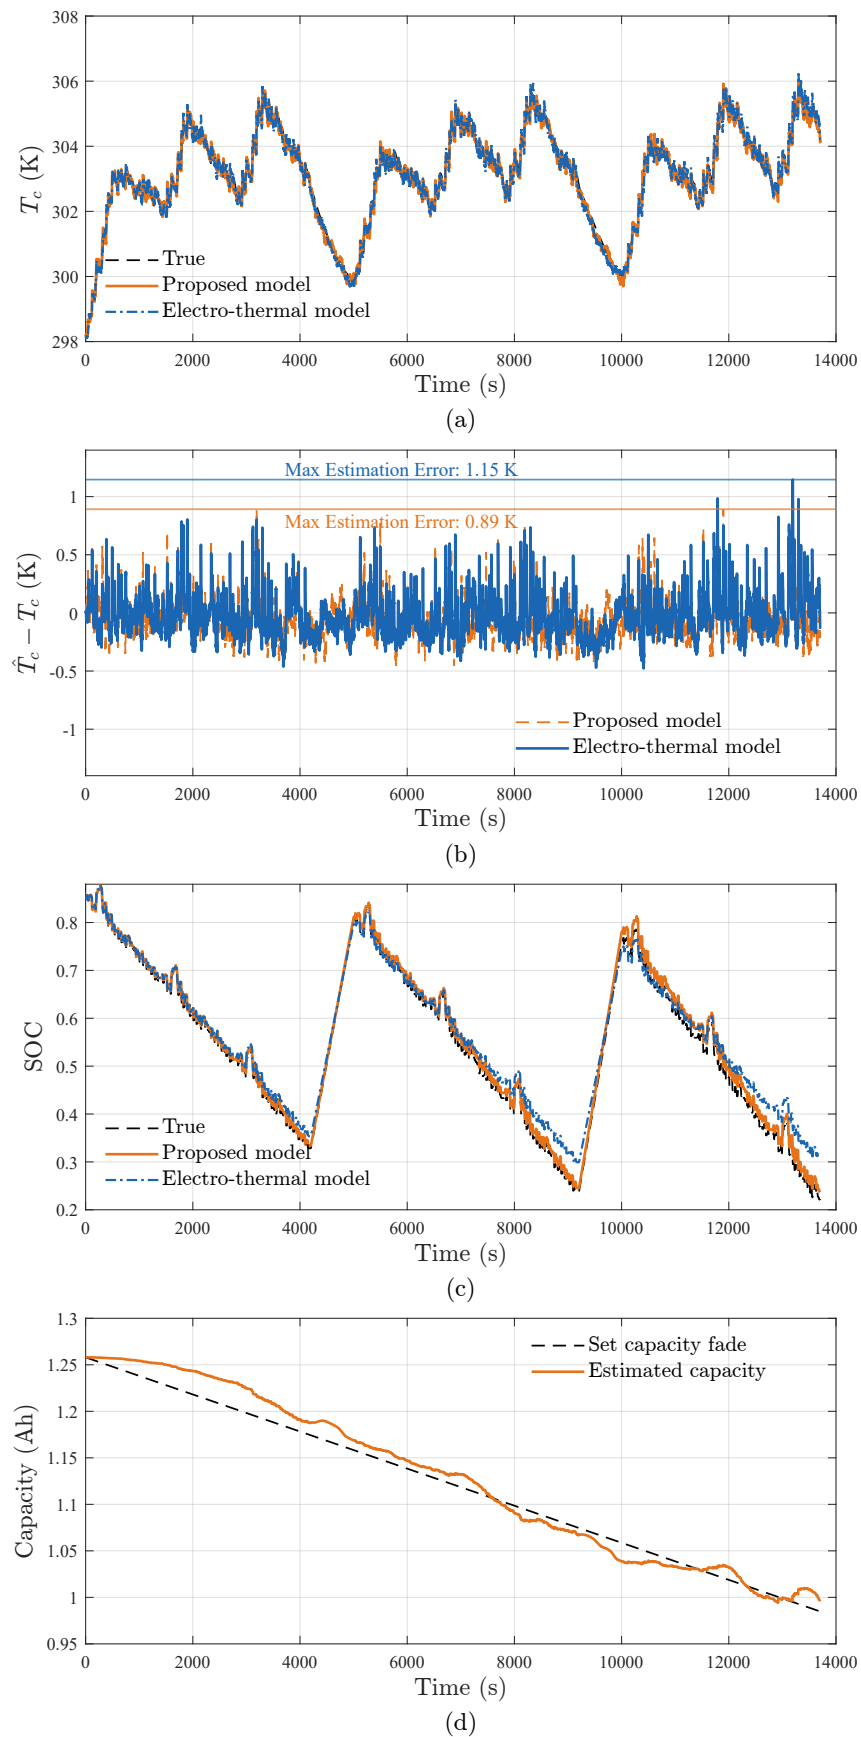 308
306
304
302
300
298
T_c (K)
True
Proposed model
Electro-thermal model
0 2000 4000 6000 8000 10000 12000 14000
Time (s)
(a)
Max Estimation Error: 1.15 K
Max Estimation Error: 0.89 K
1
0.5
0
-0.5
-1
T̂_c − T_c (K)
Proposed model
Electro-thermal model
0 2000 4000 6000 8000 10000 12000 14000
Time (s)
(b)
0.8
0.7
0.6
0.5
0.4
0.3
0.2
SOC
True
Proposed model
Electro-thermal model
0 2000 4000 6000 8000 10000 12000 14000
Time (s)
(c)
1.3
1.25
1.2
1.15
1.1
1.05
1
0.95
Capacity (Ah)
Set capacity fade
Estimated capacity
0 2000 4000 6000 8000 10000 12000 14000
Time (s)
(d)